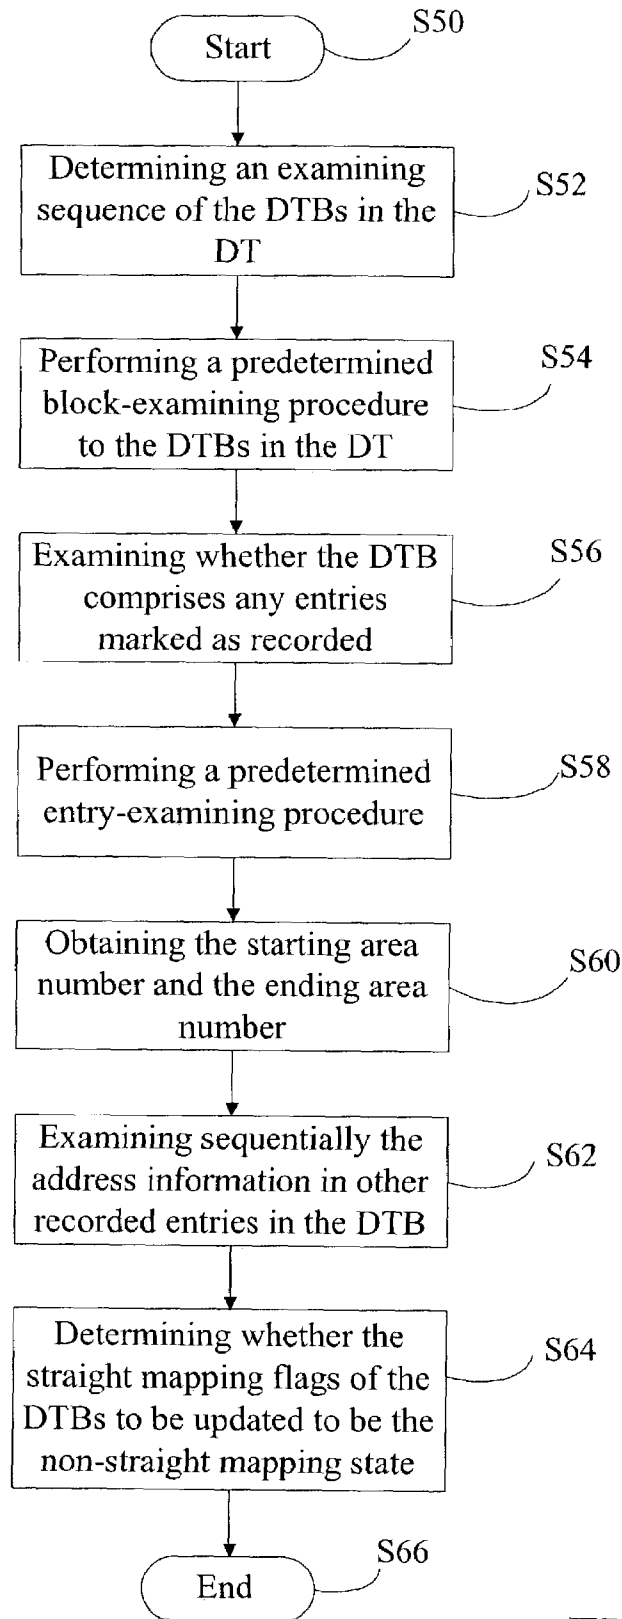 Start
S50
Determining an examining
sequence of the DTBs in the
DT
S52
Performing a predetermined
block-examining procedure
to the DTBs in the DT
S54
Examining whether the DTB
comprises any entries
marked as recorded
S56
Performing a predetermined
entry-examining procedure
S58
Obtaining the starting area
number and the ending area
number
S60
Examining sequentially the
address information in other
recorded entries in the DTB
S62
Determining whether the
straight mapping flags of the
DTBs to be updated to be the
non-straight mapping state
S64
End
S66